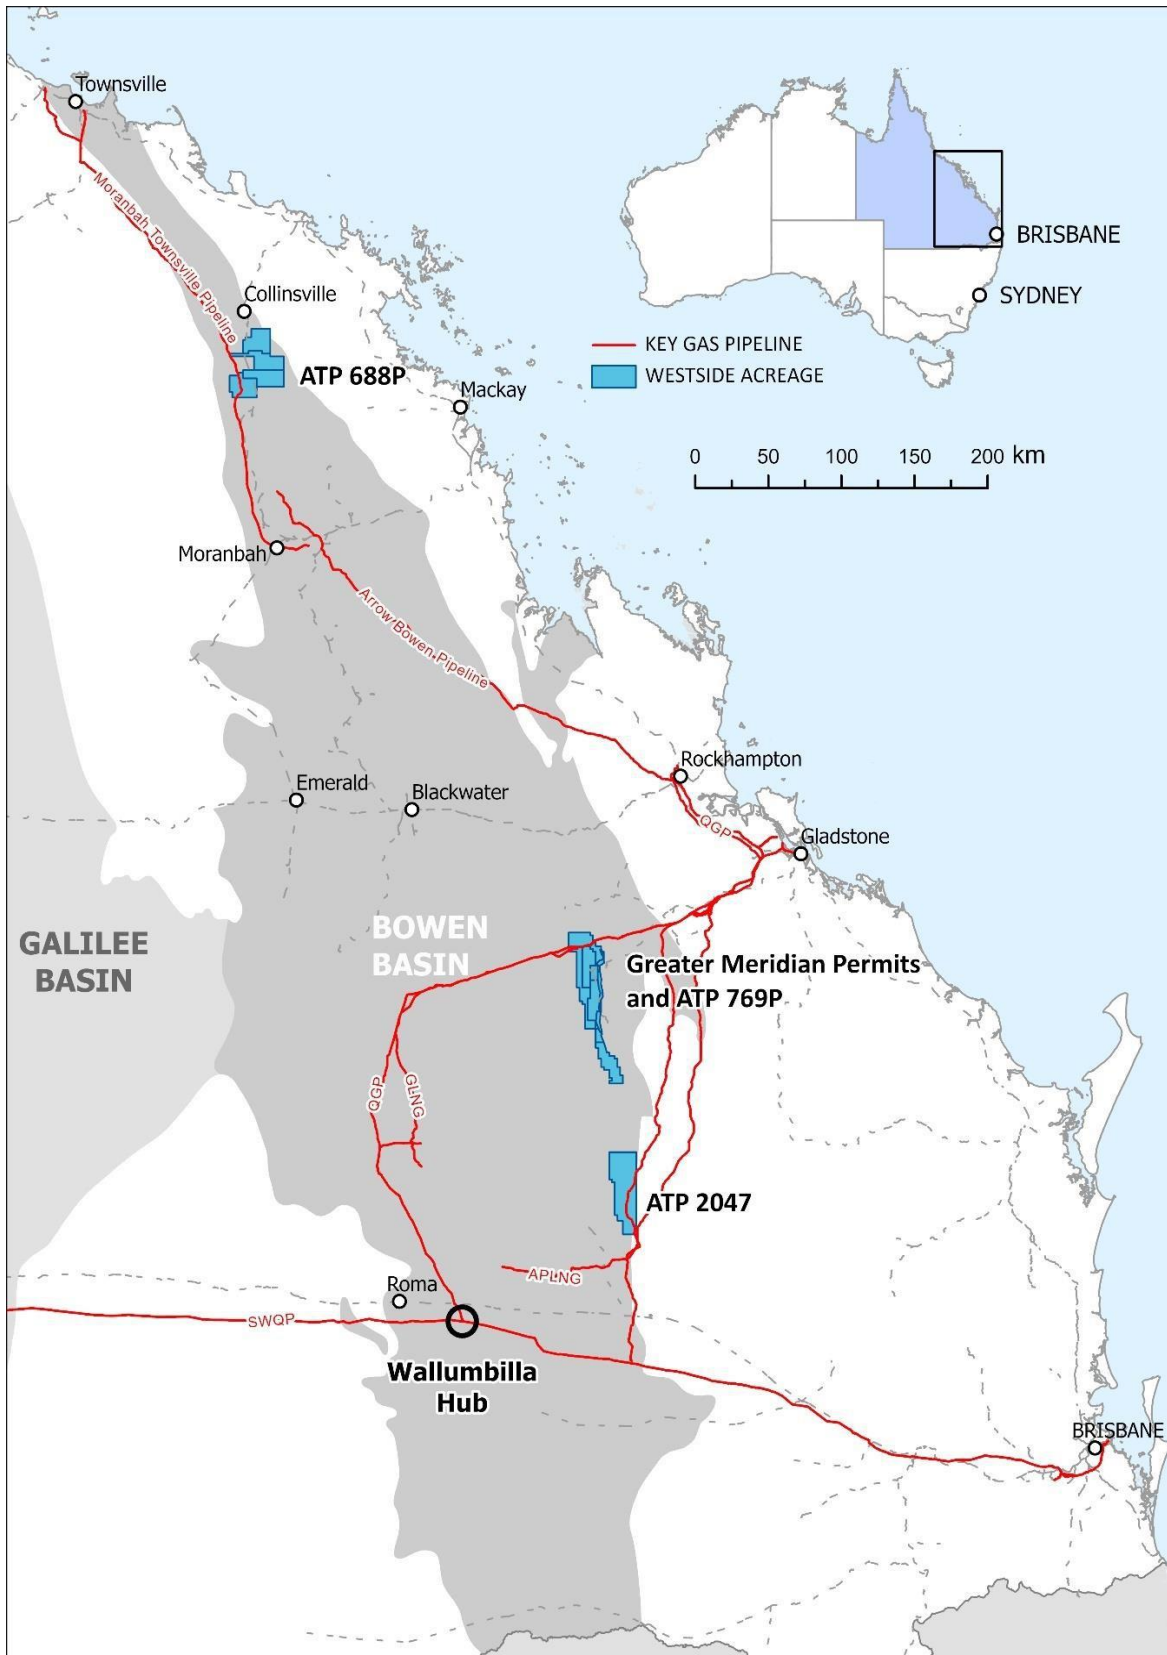 Townsville
Moranbah Townsville Pipeline
Collinsville
ATP 688P
Mackay
BRISBANE
SYDNEY
KEY GAS PIPELINE
WESTSIDE ACREAGE
0 50 100 150 200 km
Moranbah
Arrow Bowen Pipeline
Rockhampton
Emerald
Blackwater
QGP
Gladstone
GALILEE
BASIN
BOWEN
BASIN
Greater Meridian Permits
and ATP 769P
QGP
GLNG
ATP 2047
APLNG
Roma
SWQP
Wallumbilla
Hub
BRISBANE